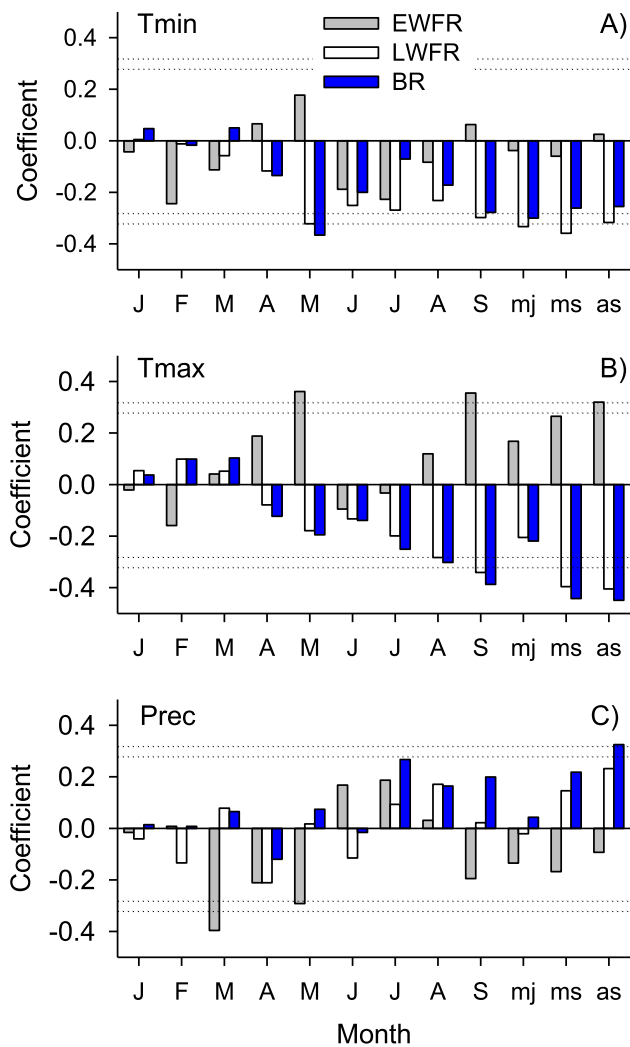 Tmin
EWFR
A)
LWFR
BR
0.4
0.2
0.0
-0.2
-0.4
Coefficent
J F M A M J J A S mj ms as
Tmax
B)
0.4
0.2
0.0
-0.2
-0.4
Coefficient
J F M A M J J A S mj ms as
Prec
C)
0.4
0.2
0.0
-0.2
-0.4
Coefficient
J F M A M J J A S mj ms as
Month